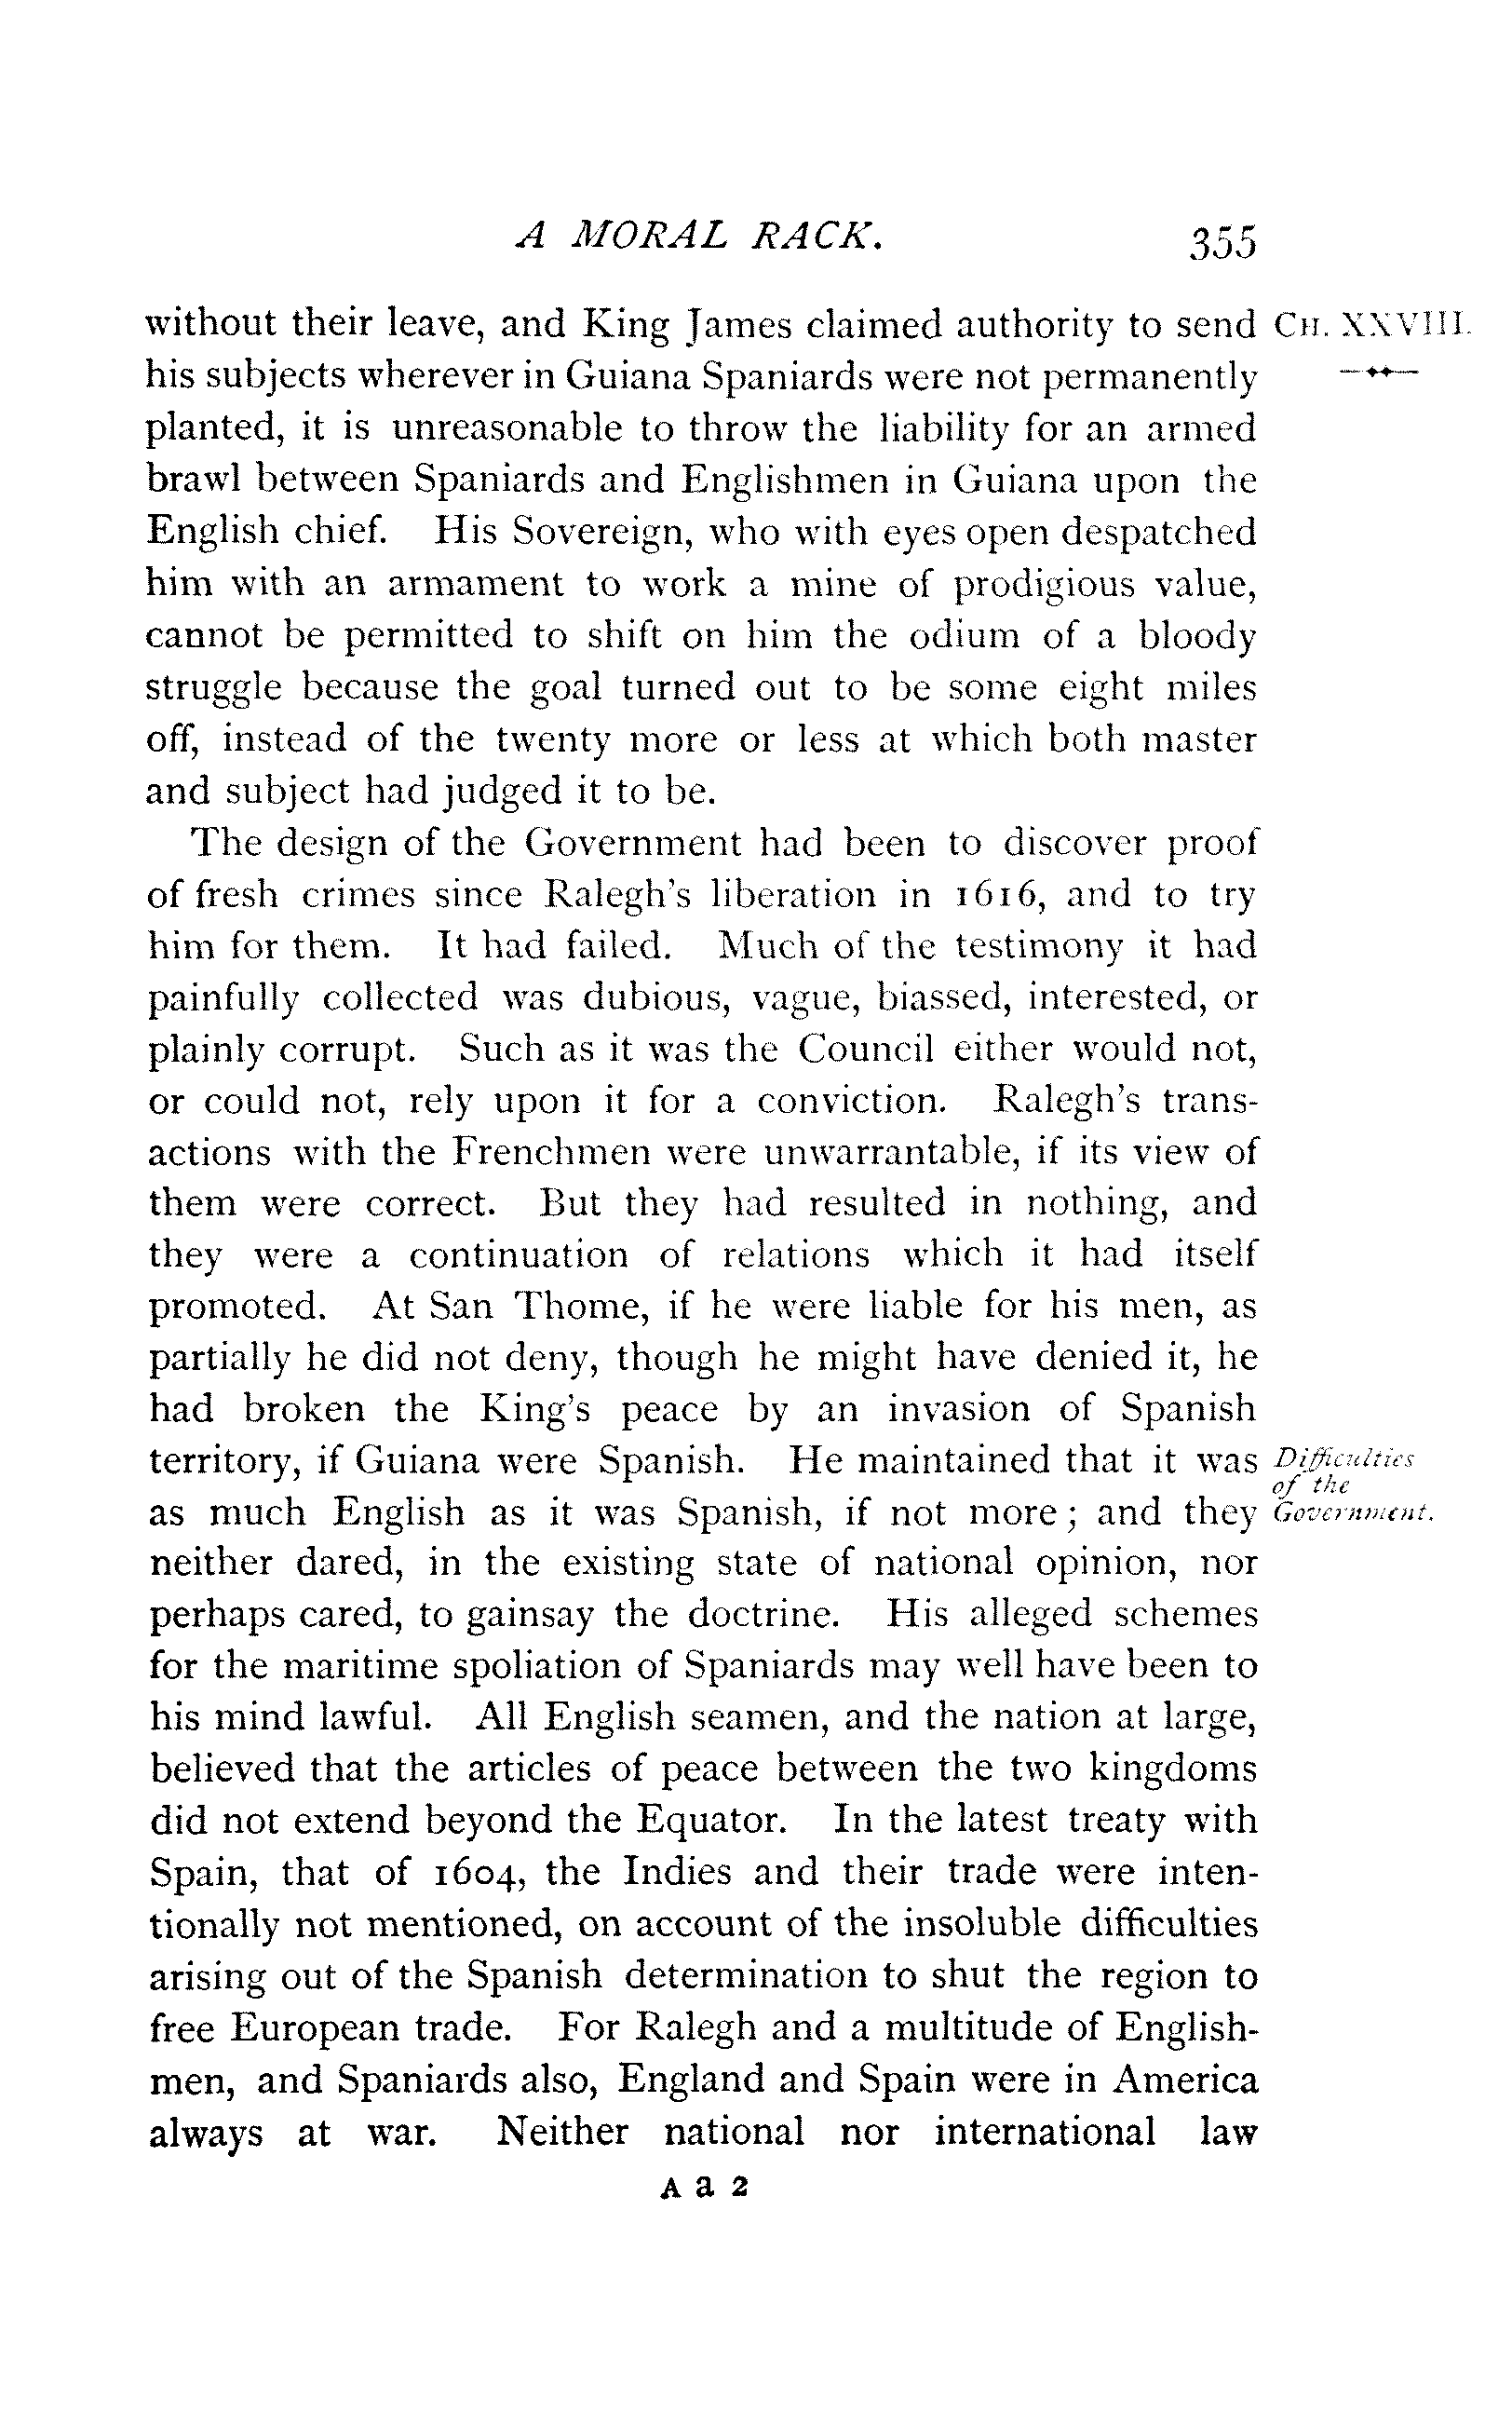 A MORAL RACK. 355
without their leave, and King James claimed authority to send CH. XXVIII.
his subjects wherever in Guiana Spaniards were not permanently
planted, it is unreasonable to throw the liability for an armed
brawl between Spaniards and Englishmen in Guiana upon the
English chief. His Sovereign, who with eyes open despatched
him with an armament to work a mine of prodigious value,
cannot be permitted to shift on him the odium of a bloody
struggle because the goal turned out to be some eight miles
off, instead of the twenty more or less at which both master
and subject had judged it to be.
The design of the Government had been to discover proof
of fresh crimes since Ralegh's liberation in 1616, and to try
him for them. It had failed. Much of the testimony it had
painfully collected was dubious, vague, biassed, interested, or
plainly corrupt. Such as it was the Council either would not,
or could not, rely upon it for a conviction. Ralegh's trans-
actions with the Frenchmen were unwarrantable, if its view of
them were correct. But they had resulted in nothing, and
they were a continuation of relations which it had itself
promoted. At San Thome, if he were liable for his men, as
partially he did not deny, though he might have denied it, he
had broken the King's peace by an invasion of Spanish
territory, if Guiana were Spanish. He maintained that it was
Difficulties
of the
Government.
as much English as it was Spanish, if not more; and they
neither dared, in the existing state of national opinion, nor
perhaps cared, to gainsay the doctrine. His alleged schemes
for the maritime spoliation of Spaniards may well have been to
his mind lawful. All English seamen, and the nation at large,
believed that the articles of peace between the two kingdoms
did not extend beyond the Equator. In the latest treaty with
Spain, that of 1604, the Indies and their trade were inten-
tionally not mentioned, on account of the insoluble difficulties
arising out of the Spanish determination to shut the region to
free European trade. For Ralegh and a multitude of English-
men, and Spaniards also, England and Spain were in America
always at war. Neither national nor international law
A a 2